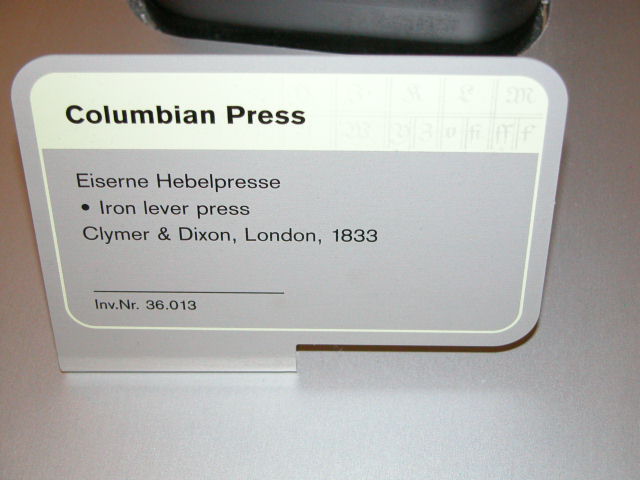 Columbian Press
Eiserne Hebelpresse
• Iron lever press
Clymer & Dixon, London, 1833
Inv.Nr. 36.013